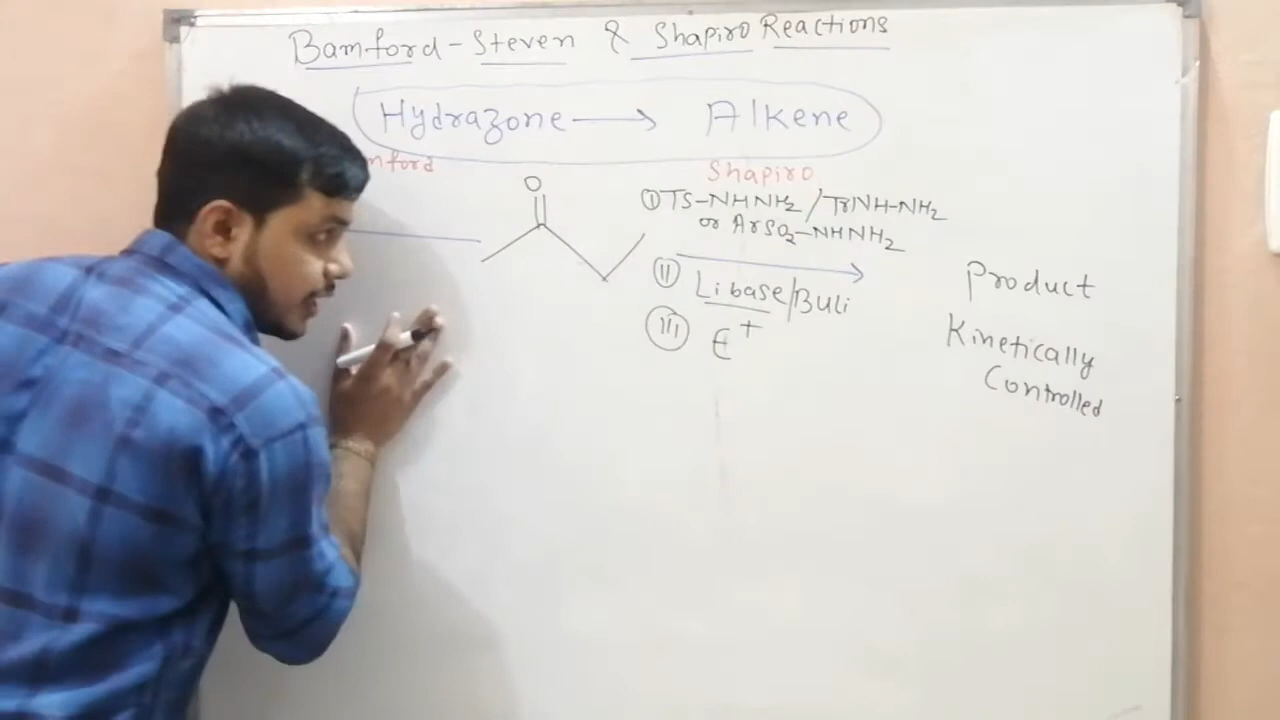 Bamford-Steven & Shapiro Reactions
Hydrazone → Alkene
mford
Shapiro
O
① TS-NHNH₂ / TrNH-NH₂
or ArSO₂-NHNH₂
II Li base/BuLi
III E⁺
Product
Kinetically
Controlled